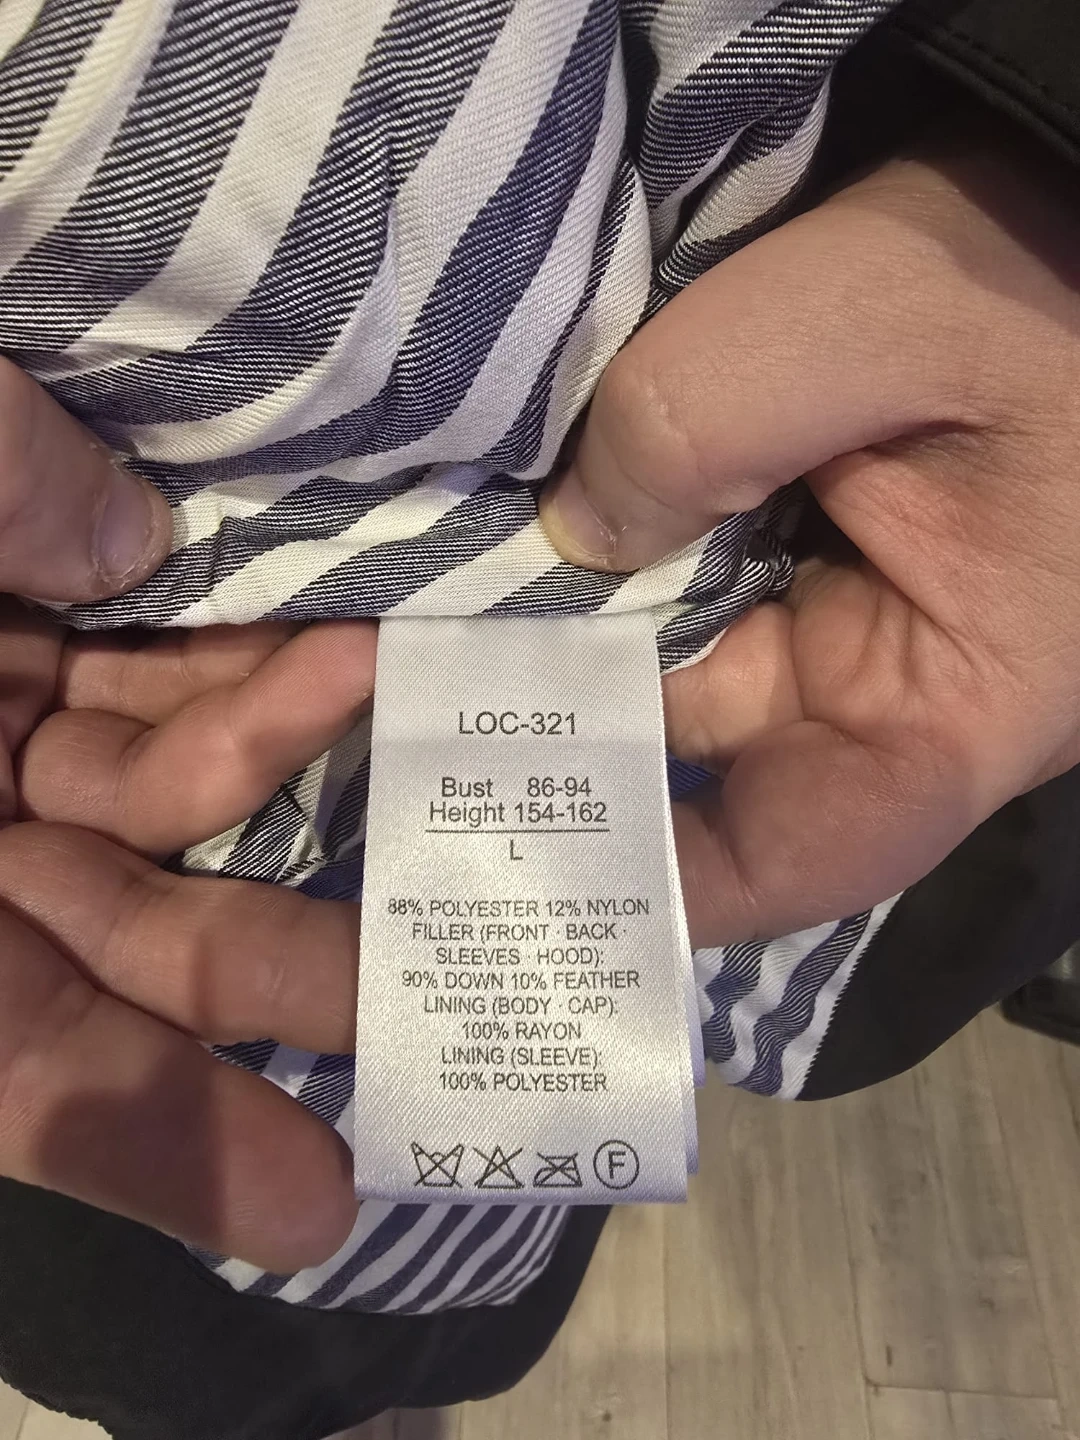 LOC-321
Bust 86-94
Height 154-162
L
88% POLYESTER 12% NYLON
FILLER (FRONT · BACK ·
SLEEVES · HOOD):
90% DOWN 10% FEATHER
LINING (BODY · CAP):
100% RAYON
LINING (SLEEVE):
100% POLYESTER
F